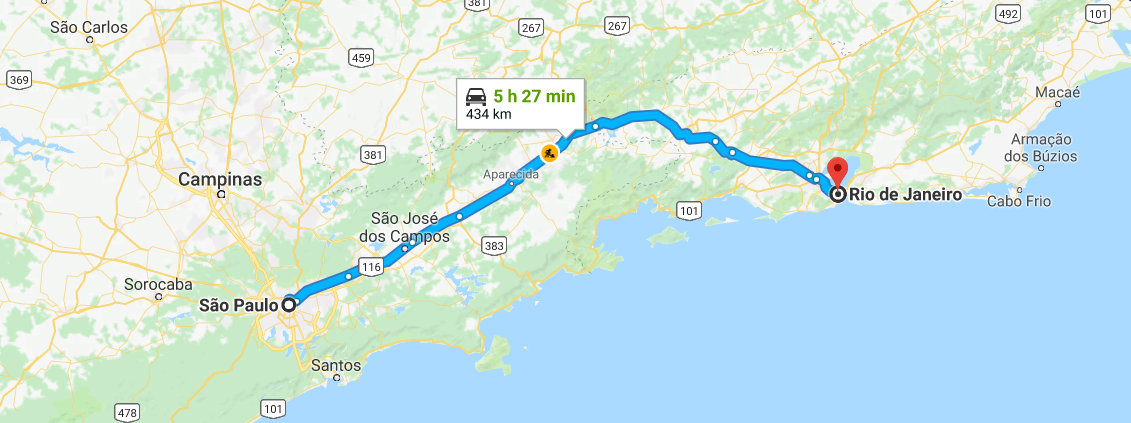 381
São Carlos
267
267
492
101
459
369
5 h 27 min
434 km
Macaé
Armação
dos Búzios
381
Aparecida
Campinas
Rio de Janeiro
Cabo Frio
101
São José
dos Campos
383
116
Sorocaba
São Paulo
Santos
478
101